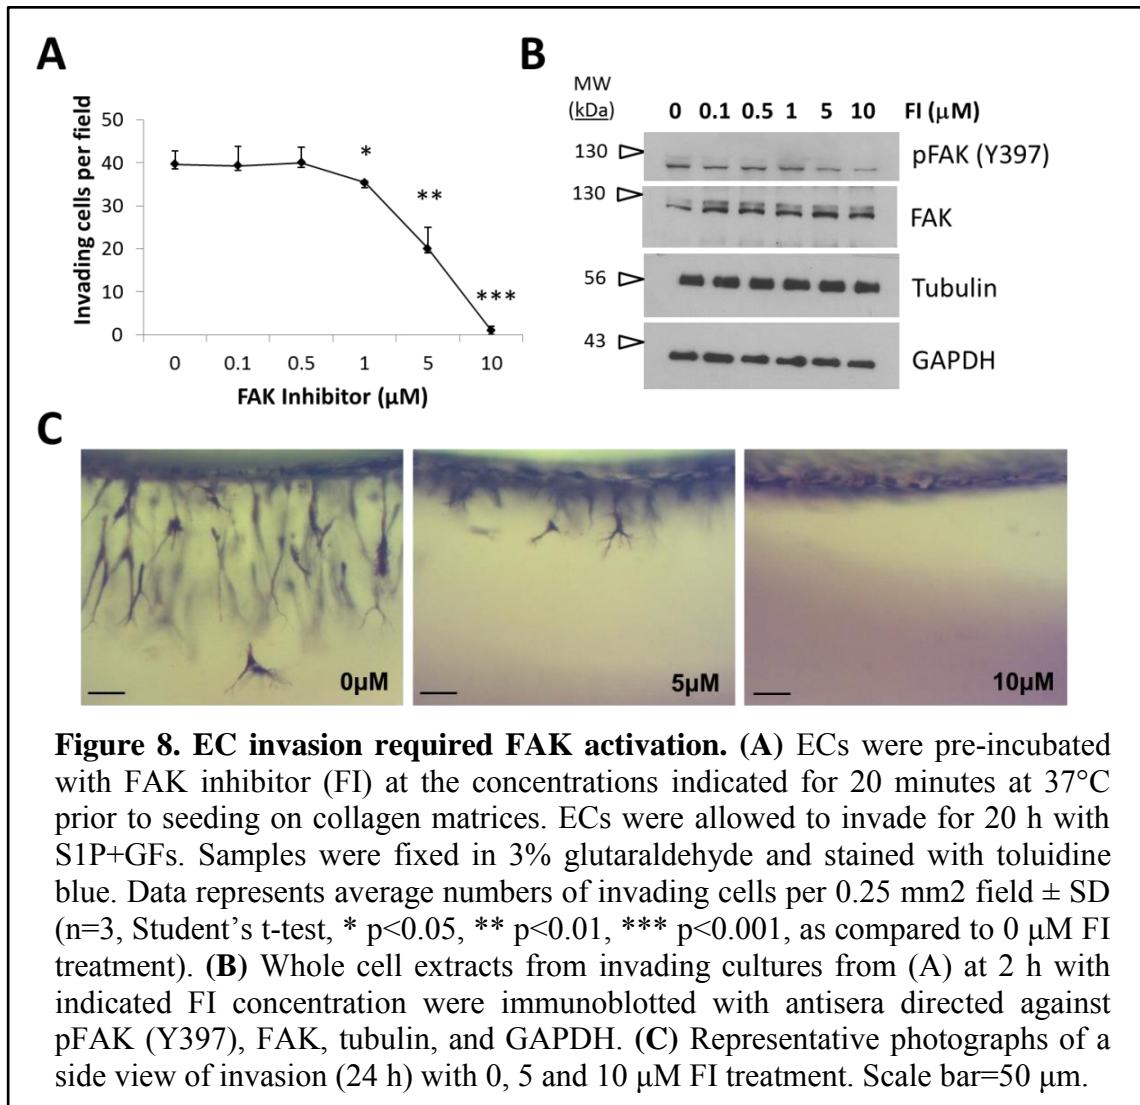 A
Invading cells per field
50
40
30
20
10
0
*
**
***
0 0.1 0.5 1 5 10
FAK Inhibitor (µM)
B
MW
(kDa)
0 0.1 0.5 1 5 10 FI (µM)
130
pFAK (Y397)
130
FAK
56
Tubulin
43
GAPDH
C
0µM
5µM
10µM
Figure 8. EC invasion required FAK activation. (A) ECs were pre-incubated
with FAK inhibitor (FI) at the concentrations indicated for 20 minutes at 37°C
prior to seeding on collagen matrices. ECs were allowed to invade for 20 h with
S1P+GFs. Samples were fixed in 3% glutaraldehyde and stained with toluidine
blue. Data represents average numbers of invading cells per 0.25 mm2 field ± SD
(n=3, Student’s t-test, * p<0.05, ** p<0.01, *** p<0.001, as compared to 0 µM FI
treatment). (B) Whole cell extracts from invading cultures from (A) at 2 h with
indicated FI concentration were immunoblotted with antisera directed against
pFAK (Y397), FAK, tubulin, and GAPDH. (C) Representative photographs of a
side view of invasion (24 h) with 0, 5 and 10 µM FI treatment. Scale bar=50 µm.